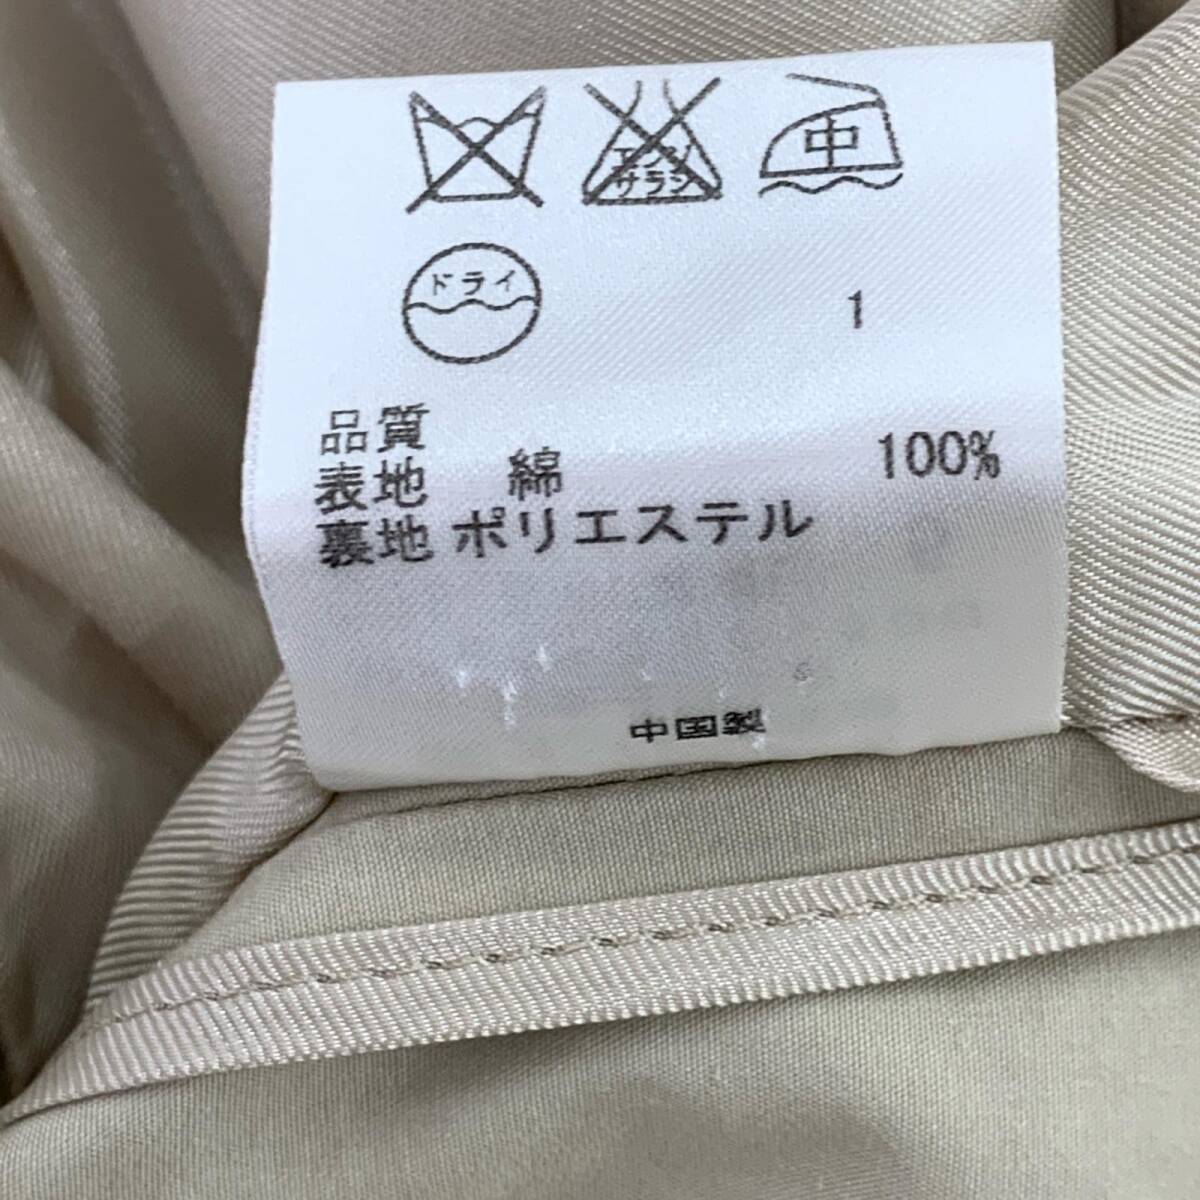 エンソ
サラシ
中
ドライ
1
品質
表地 綿 100%
裏地 ポリエステル
中国製